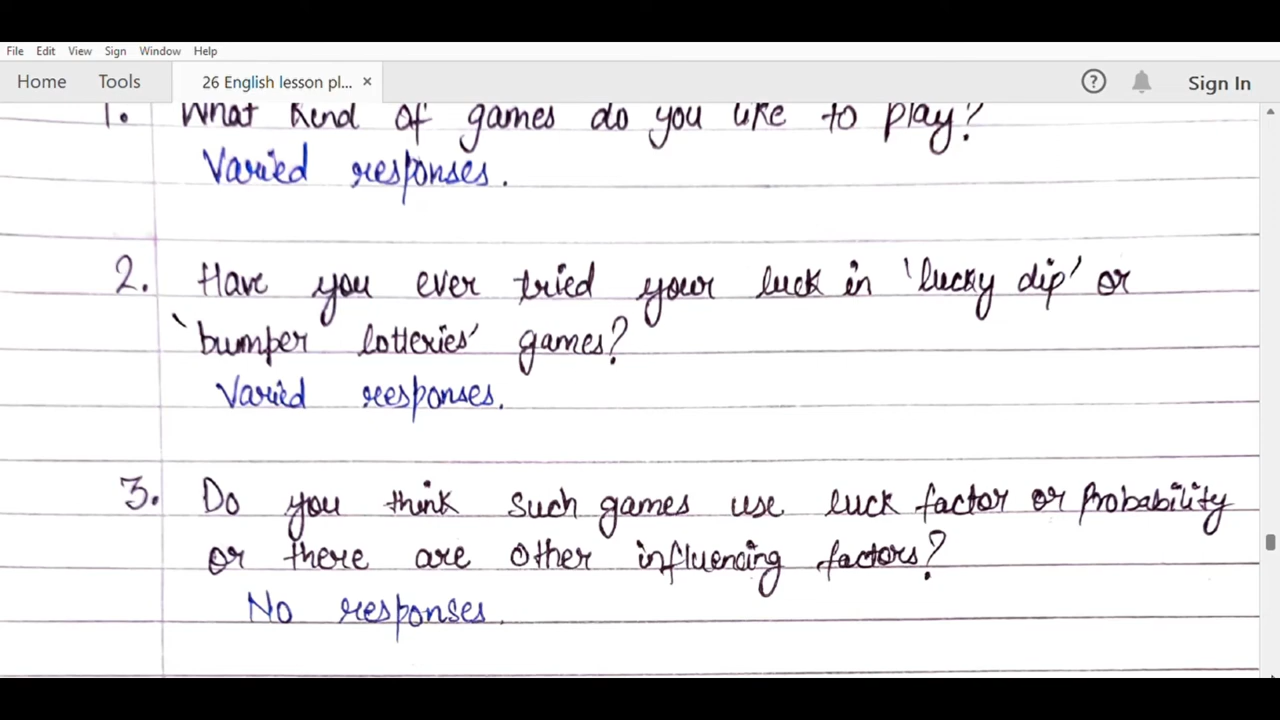 File Edit View Sign Window Help
Home Tools 26 English lesson pl... × ? Sign In
1. What kind of games do you like to play?
Varied responses.
2. Have you ever tried your luck in 'lucky dip' or
'bumper lotteries' games?
Varied responses.
3. Do you think such games use luck factor or probability
or there are other influencing factors?
No responses.